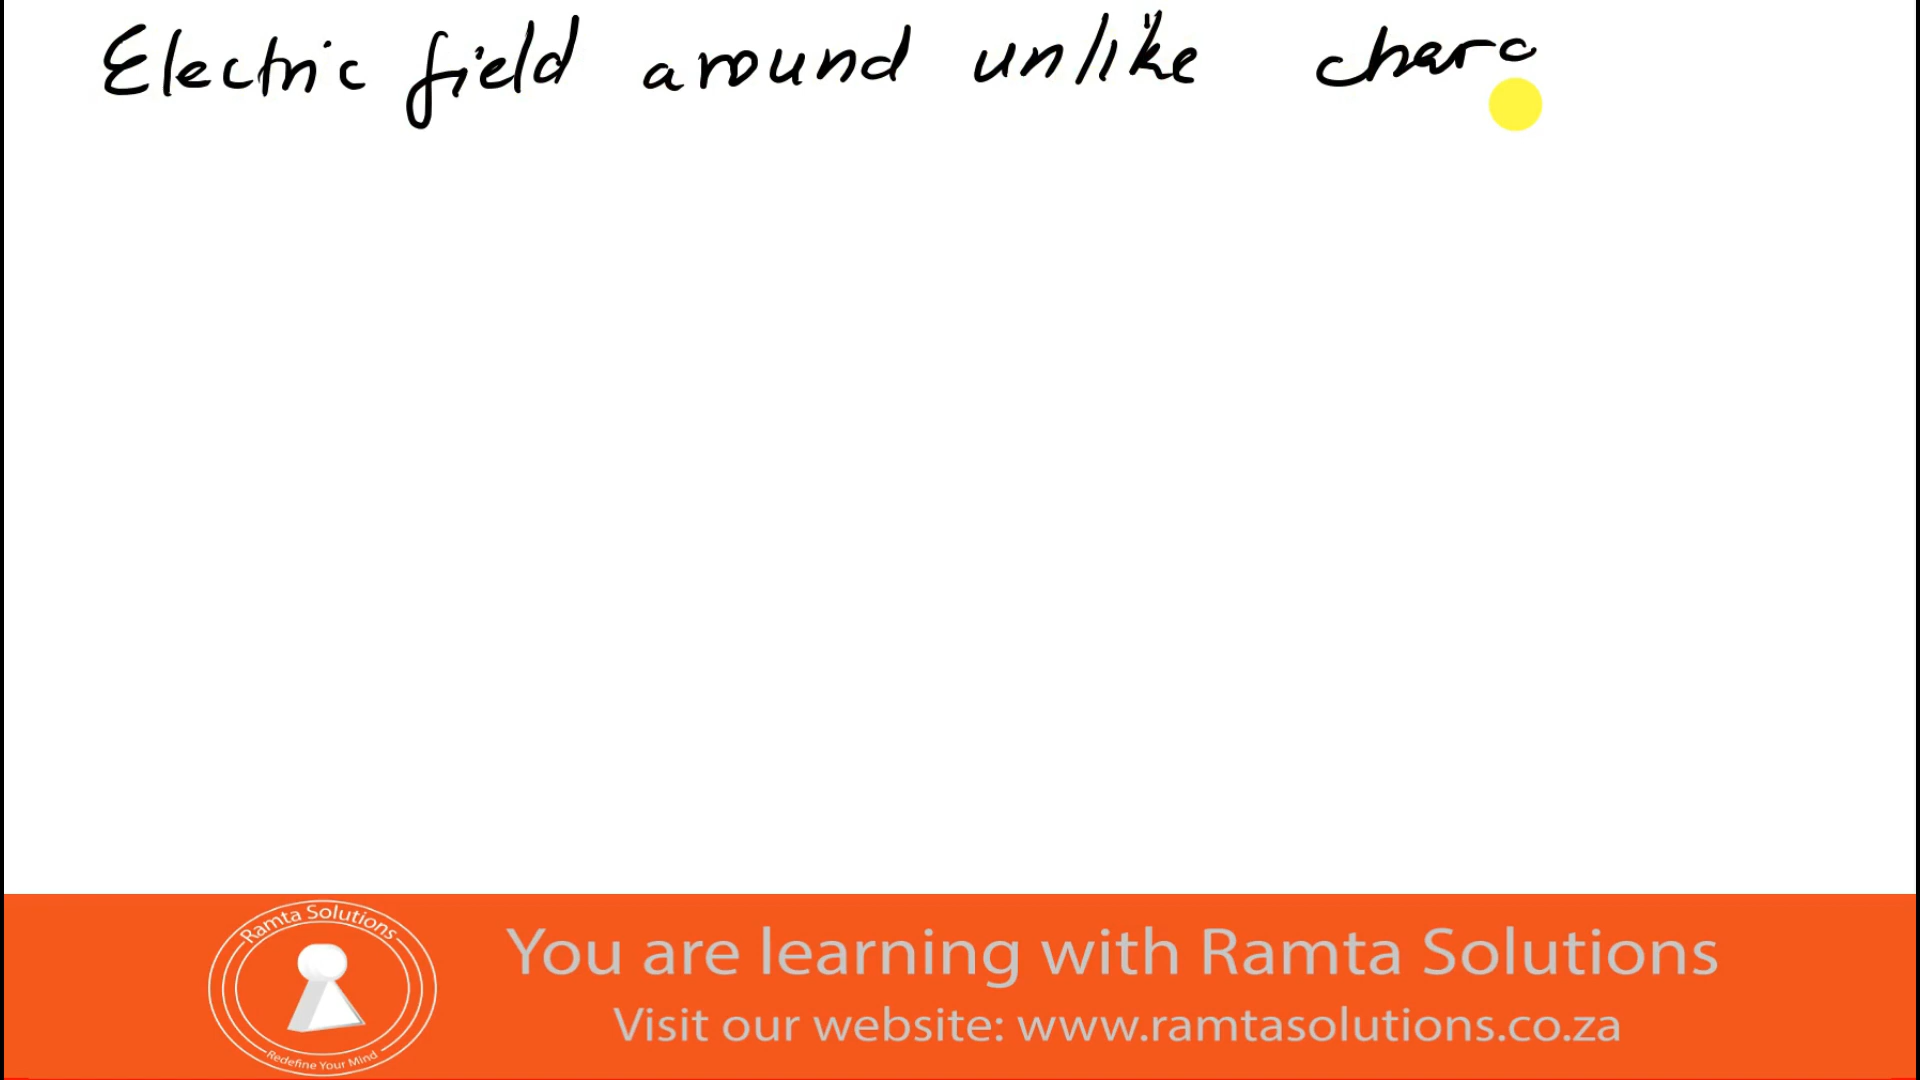 Electric field around unlike charc
Ramta Solutions
Redefine Your Mind
You are learning with Ramta Solutions
Visit our website: www.ramtasolutions.co.za